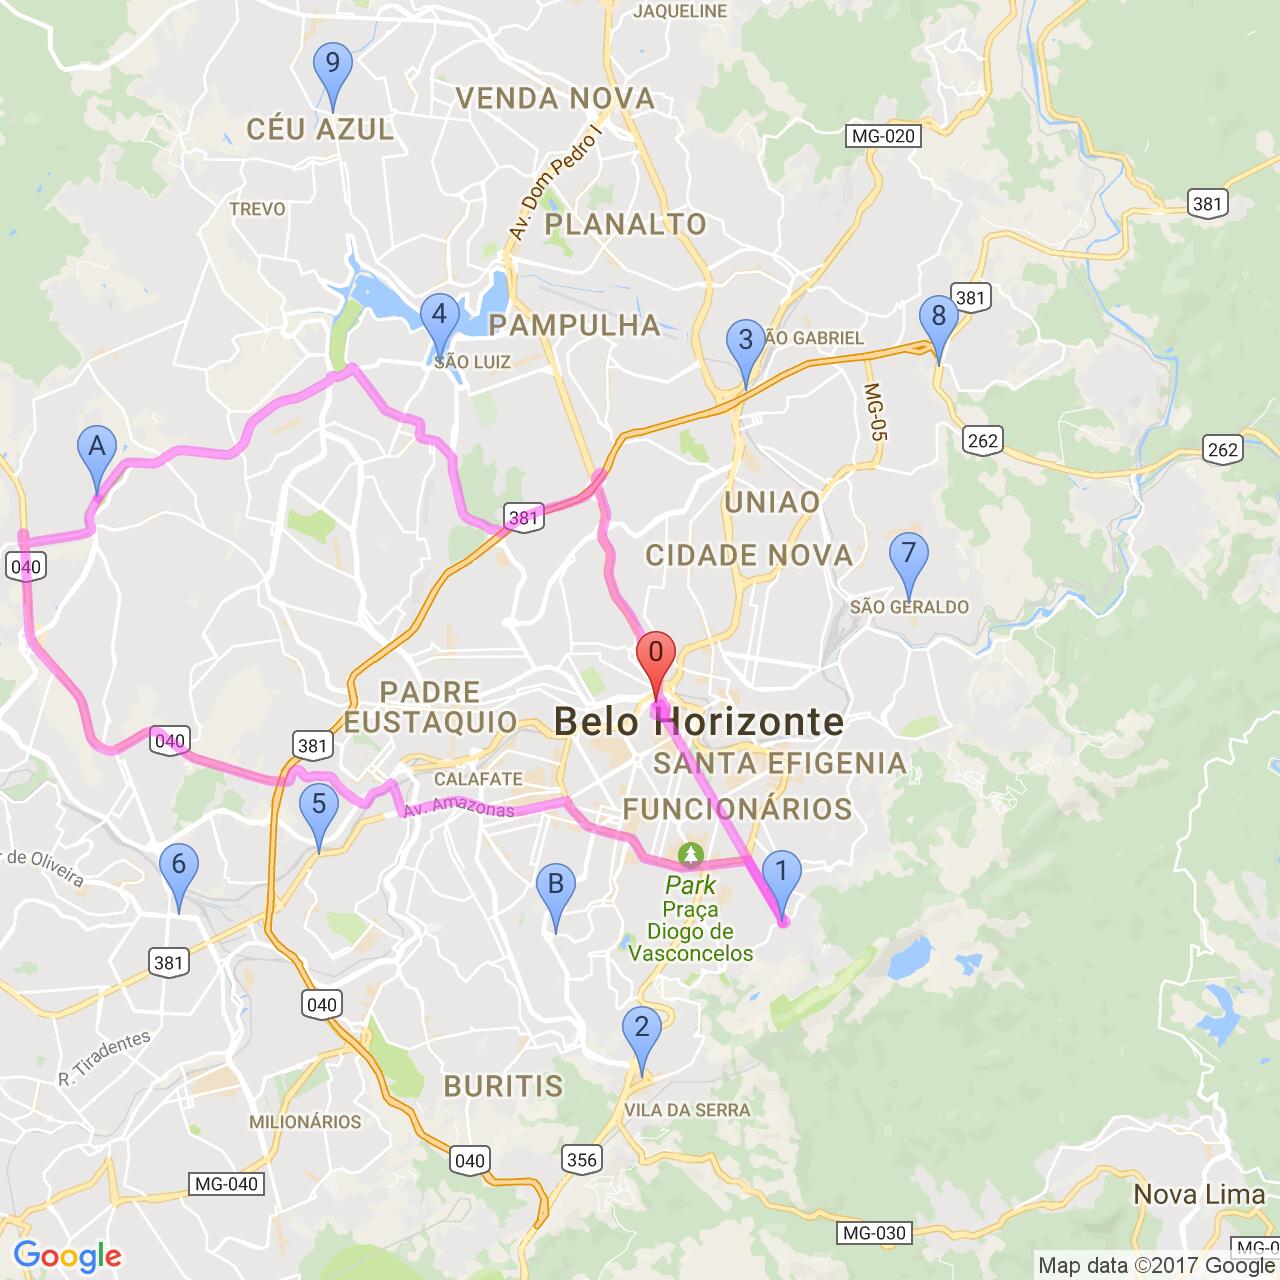 JAQUELINE
9
VENDA NOVA
CÉU AZUL
MG-020
Av. Dom Pedro I
381
TREVO
PLANALTO
381
4
8
PAMPULHA
3
ÃO GABRIEL
SÃO LUIZ
MG-05
A
262
262
UNIAO
381
CIDADE NOVA
7
040
SÃO GERALDO
0
PADRE
EUSTAQUIO
Belo Horizonte
040
381
SANTA EFIGENIA
CALAFATE
5
Av. Amazonas
FUNCIONÁRIOS
r de Oliveira
6
1
B
Park
Praça
Diogo de
Vasconcelos
381
040
2
R. Tiradentes
BURITIS
MILIONÁRIOS
VILA DA SERRA
040
356
MG-040
Nova Lima
MG-030
MG-0
Google
Map data ©2017 Google